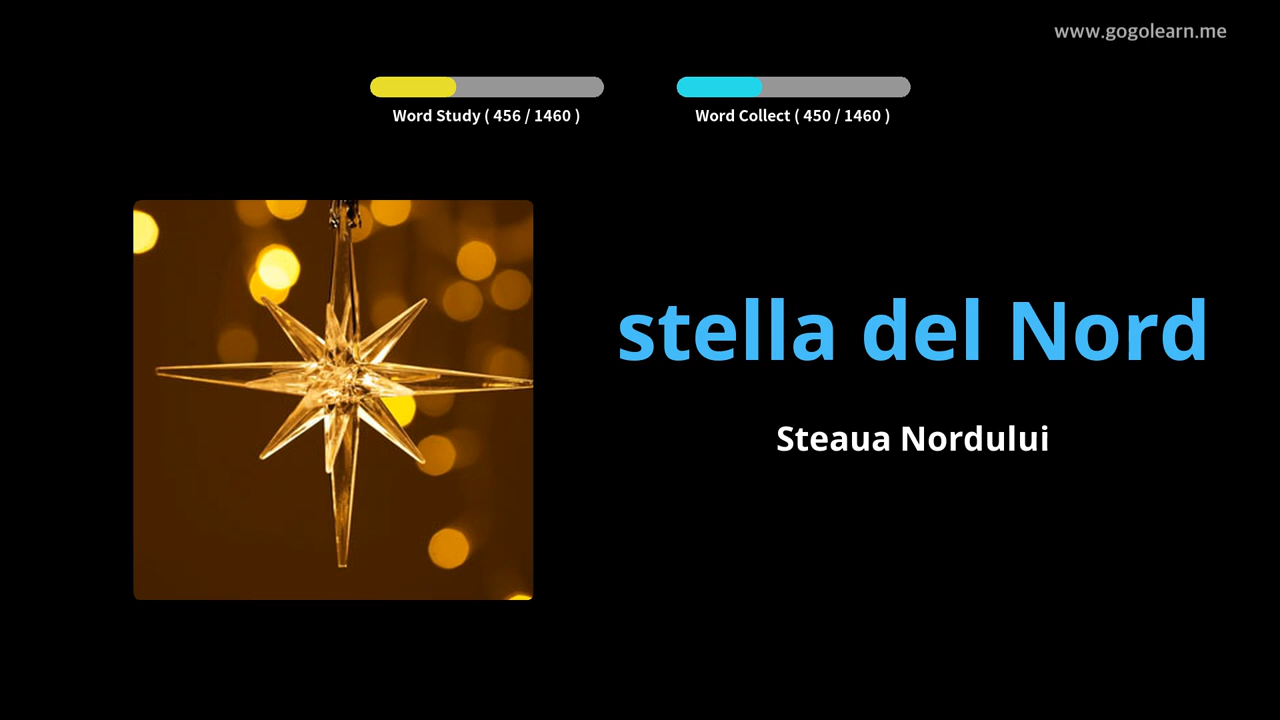 www.gogolearn.me
Word Study ( 456 / 1460 )
Word Collect ( 450 / 1460 )
stella del Nord
Steaua Nordului